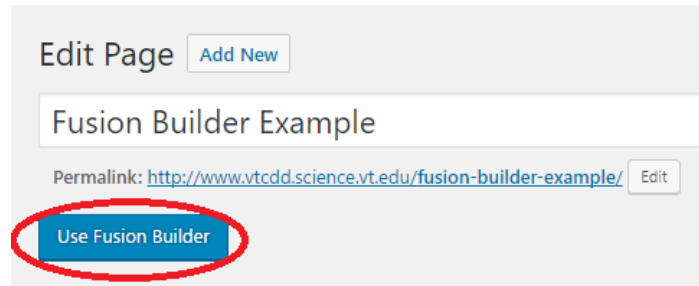 Edit Page Add New
Fusion Builder Example
Permalink: http://www.vtcdd.science.vt.edu/fusion-builder-example/ Edit
Use Fusion Builder